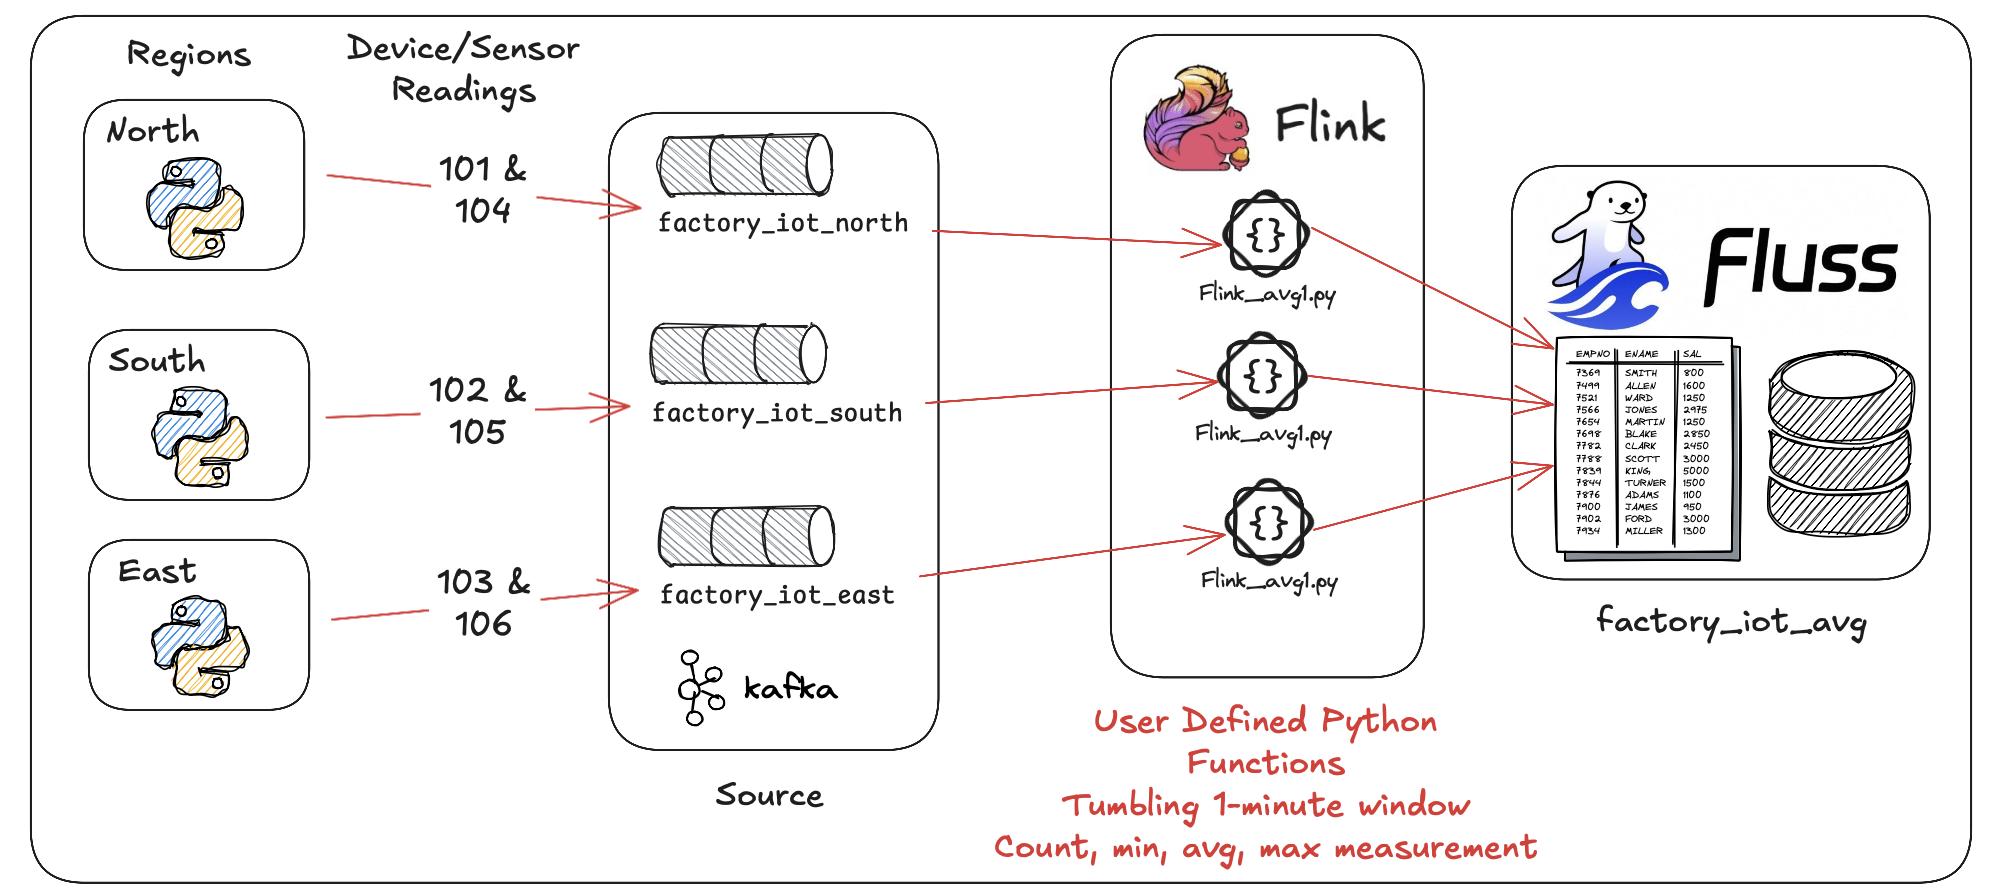 Regions
Device/Sensor
Readings
North
101 &
104
factory_iot_north
South
102 &
105
factory_iot_south
East
103 &
106
factory_iot_east
kafka
Source
Flink
Flink_avg1.py
Flink_avg1.py
Flink_avg1.py
User Defined Python
Functions
Tumbling 1-minute window
Count, min, avg, max measurement
Fluss
EMPNO ENAME SAL
7369 SMITH 800
7499 ALLEN 1600
7521 WARD 1250
7566 JONES 2975
7654 MARTIN 1250
7698 BLAKE 2850
7782 CLARK 2450
7788 SCOTT 3000
7839 KING 5000
7844 TURNER 1500
7876 ADAMS 1100
7900 JAMES 950
7902 FORD 3000
7934 MILLER 1300
factory_iot_avg